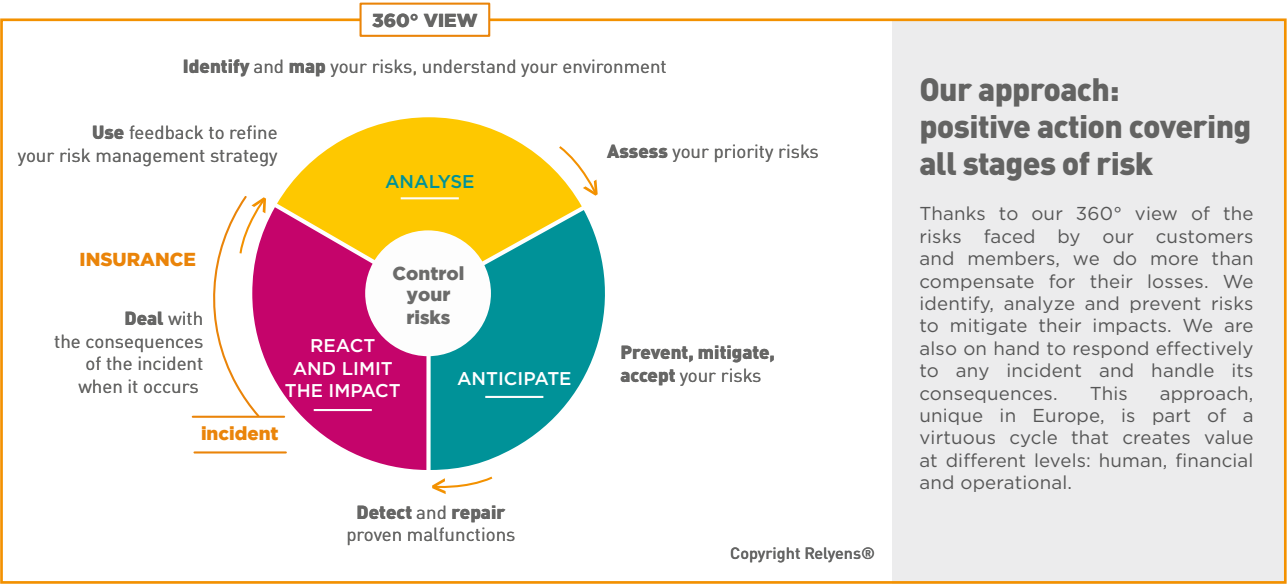 360° VIEW
Identify and map your risks, understand your environment
Use feedback to refine
your risk management strategy
Assess your priority risks
ANALYSE
INSURANCE
Control
your
risks
Deal with
the consequences
of the incident
when it occurs
REACT
AND LIMIT
THE IMPACT
ANTICIPATE
Prevent, mitigate,
accept your risks
incident
Detect and repair
proven malfunctions
Copyright Relyens®
Our approach:
positive action covering
all stages of risk
Thanks to our 360° view of the
risks faced by our customers
and members, we do more than
compensate for their losses. We
identify, analyze and prevent risks
to mitigate their impacts. We are
also on hand to respond effectively
to any incident and handle its
consequences. This approach,
unique in Europe, is part of a
virtuous cycle that creates value
at different levels: human, financial
and operational.